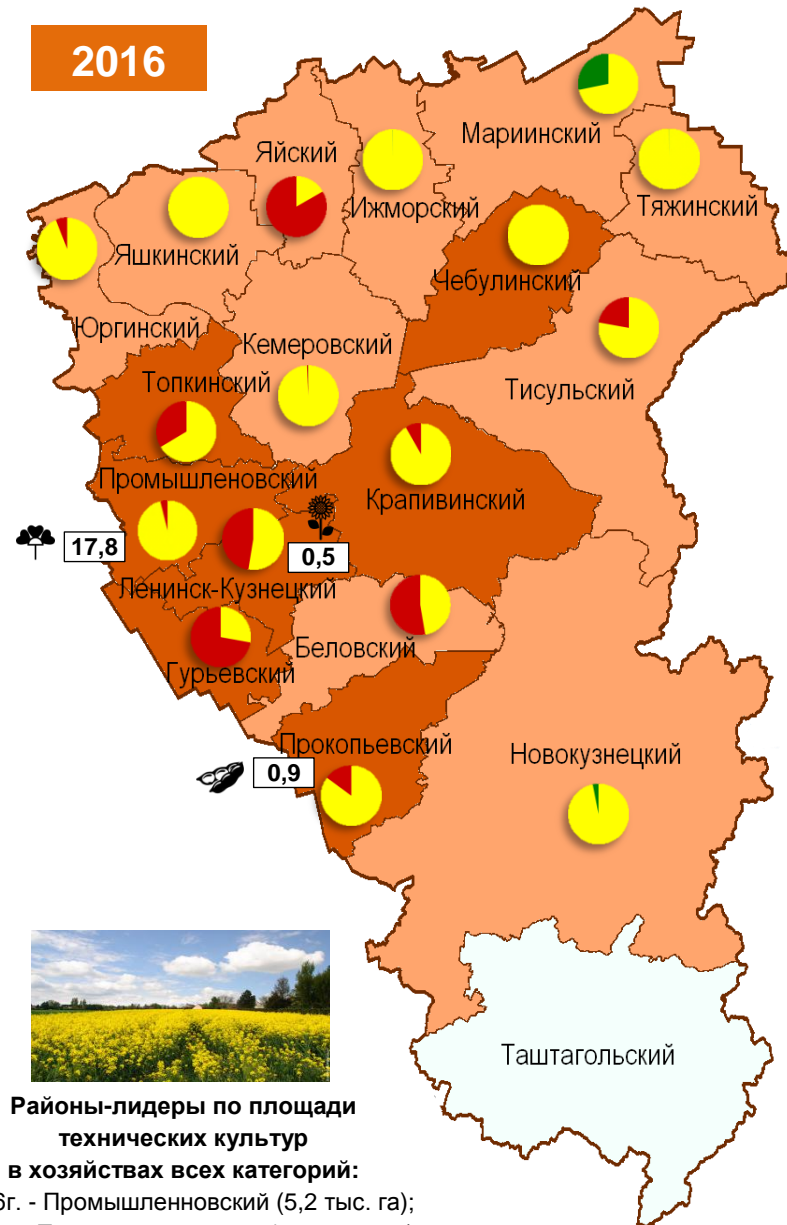 2016
Мариинский
Яйский
Ижморский
Тяжинский
Яшкинский
Чебулинский
Юргинский
Кемеровский
Топкинский
Тисульский
Промышленовский
Крапивинский
17,8
0,5
Ленинск-Кузнецкий
Беловский
Гурьевский
Прокопьевский
Новокузнецкий
0,9
Таштагольский
Районы-лидеры по площади
технических культур
в хозяйствах всех категорий:
6г. - Промышленновский (5,2 тыс. га);